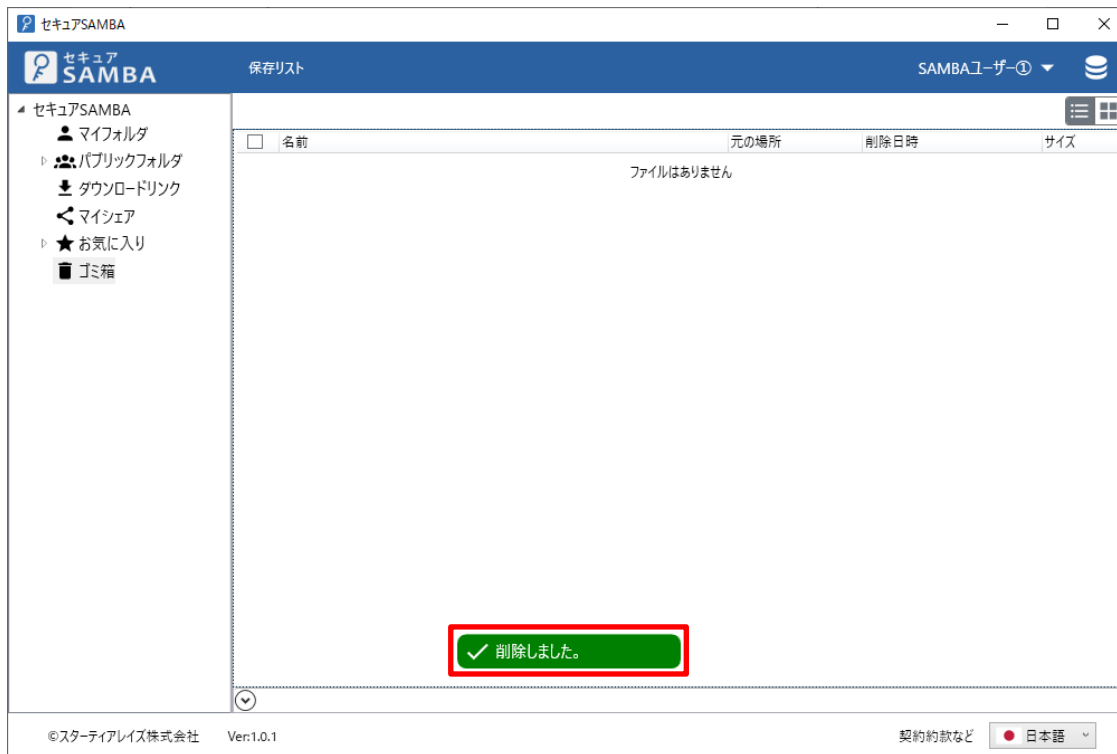 セキュアSAMBA
セキュア
SAMBA
保存リスト
SAMBAユーザー①
セキュアSAMBA
マイフォルダ
パブリックフォルダ
ダウンロードリンク
マイシェア
お気に入り
ゴミ箱
名前 元の場所 削除日時 サイズ
ファイルはありません
削除しました。
©スターティアレイズ株式会社 Ver:1.0.1 契約約款など 日本語